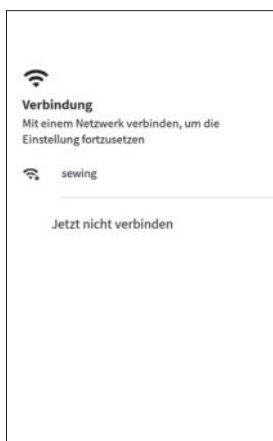 Verbindung
Mit einem Netzwerk verbinden, um die
Einstellung fortzusetzen
sewing
Jetzt nicht verbinden